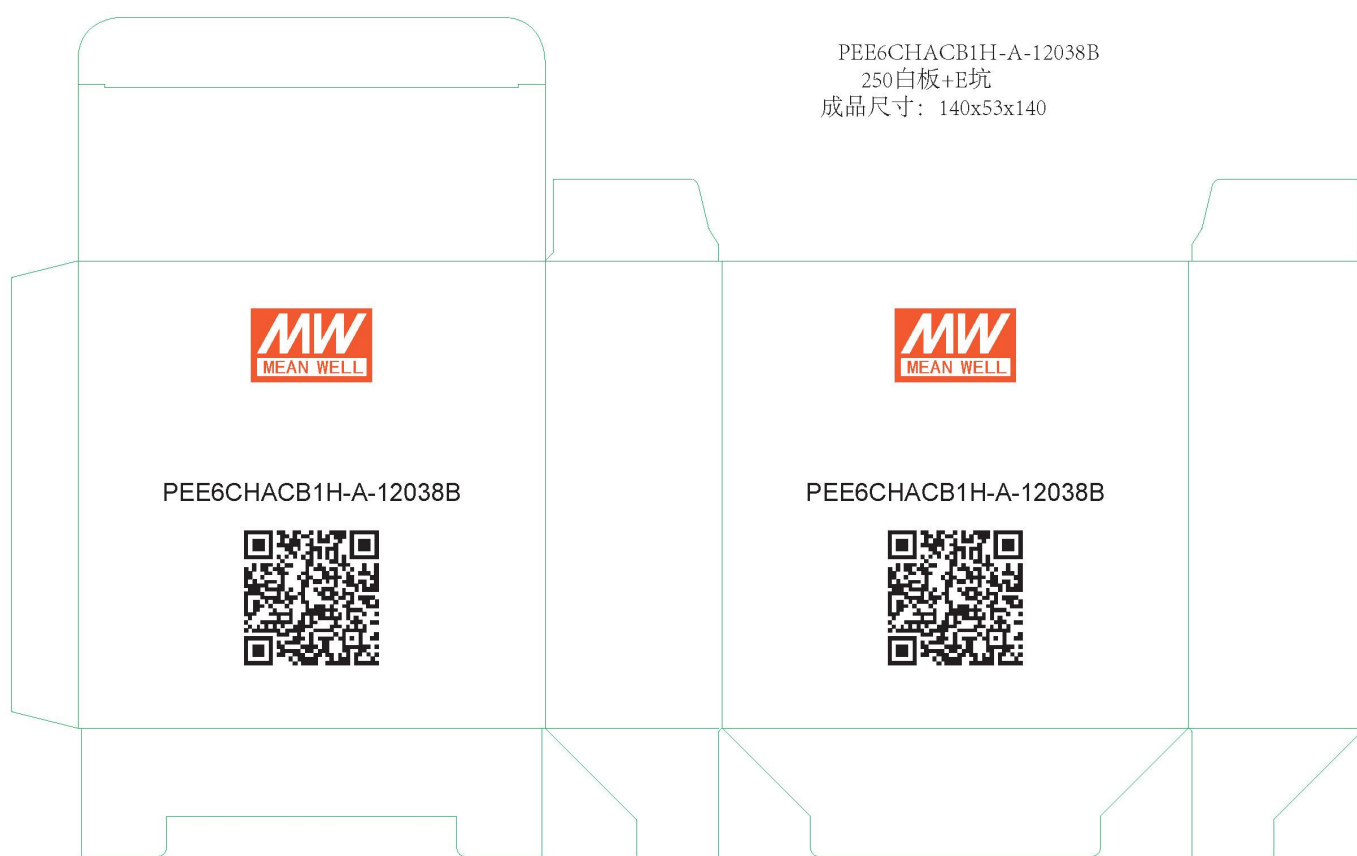 PEE6CHACB1H-A-12038B
250白板+E坑
成品尺寸：140x53x140
MW
MEAN WELL
PEE6CHACB1H-A-12038B
MW
MEAN WELL
PEE6CHACB1H-A-12038B